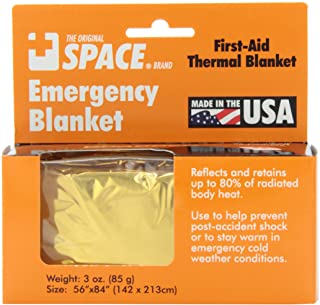 THE ORIGINAL
SPACE® BRAND
First-Aid
Thermal Blanket
Emergency
Blanket
MADE IN THE USA
Reflects and retains
up to 80% of radiated
body heat.
Use to help prevent
post-accident shock
or to stay warm in
emergency cold
weather conditions.
Weight: 3 oz. (85 g)
Size: 56"x84" (142 x 213cm)